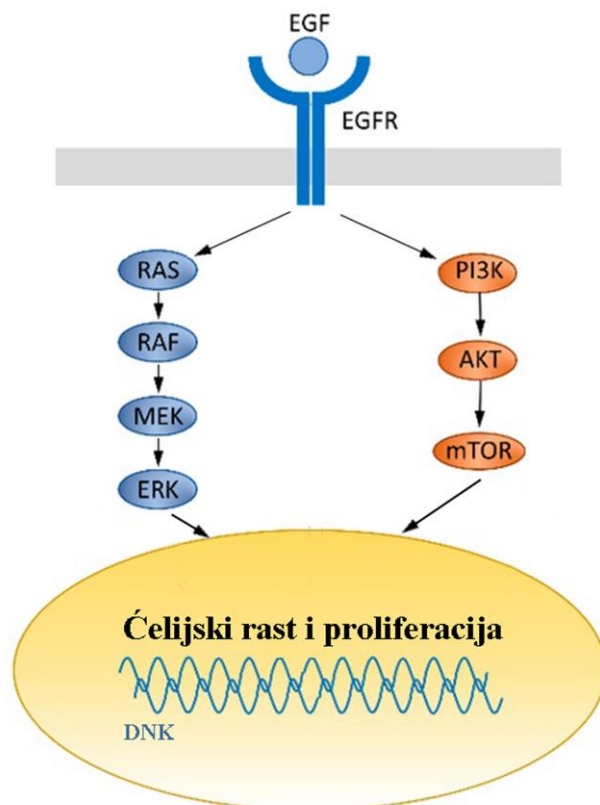 EGF
EGFR
RAS
PI3K
RAF
AKT
MEK
mTOR
ERK
Ćelijski rast i proliferacija
DNK